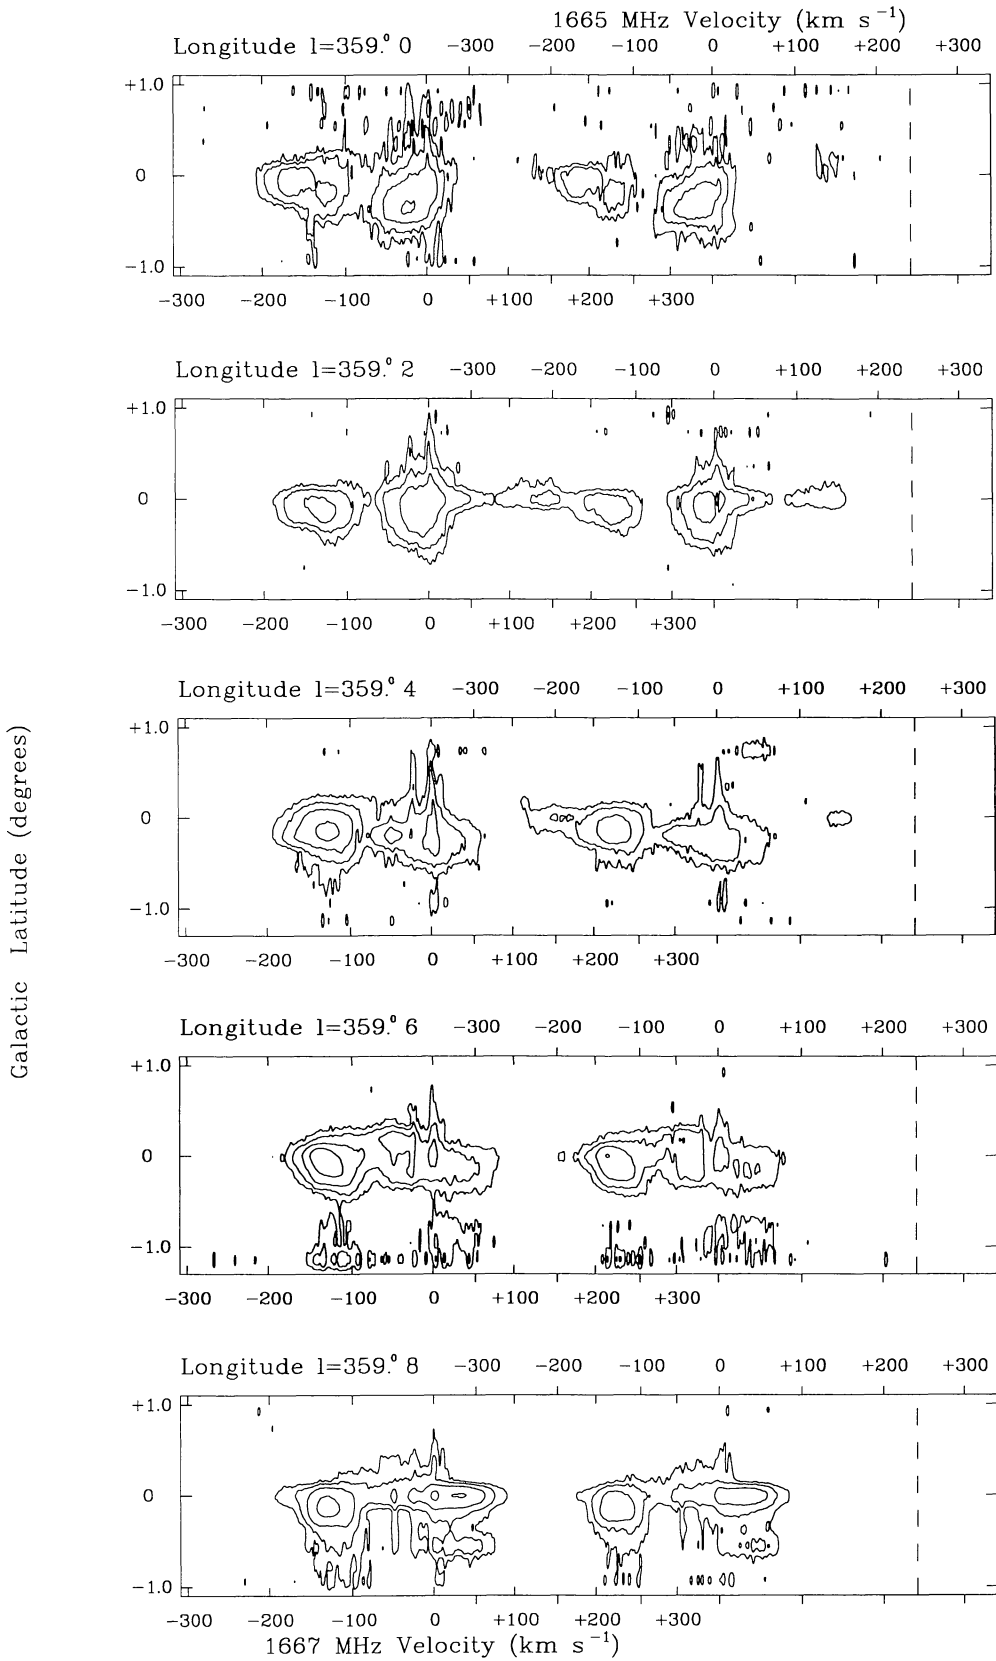 1665 MHz Velocity (km s⁻¹)
Longitude l=359.°0 -300 -200 -100 0 +100 +200 +300
+1.0
0
-1.0
-300 -200 -100 0 +100 +200 +300
Longitude l=359.°2 -300 -200 -100 0 +100 +200 +300
+1.0
0
-1.0
-300 -200 -100 0 +100 +200 +300
Longitude l=359.°4 -300 -200 -100 0 +100 +200 +300
+1.0
0
-1.0
-300 -200 -100 0 +100 +200 +300
Galactic Latitude (degrees)
Longitude l=359.°6 -300 -200 -100 0 +100 +200 +300
+1.0
0
-1.0
-300 -200 -100 0 +100 +200 +300
Longitude l=359.°8 -300 -200 -100 0 +100 +200 +300
+1.0
0
-1.0
-300 -200 -100 0 +100 +200 +300
1667 MHz Velocity (km s⁻¹)